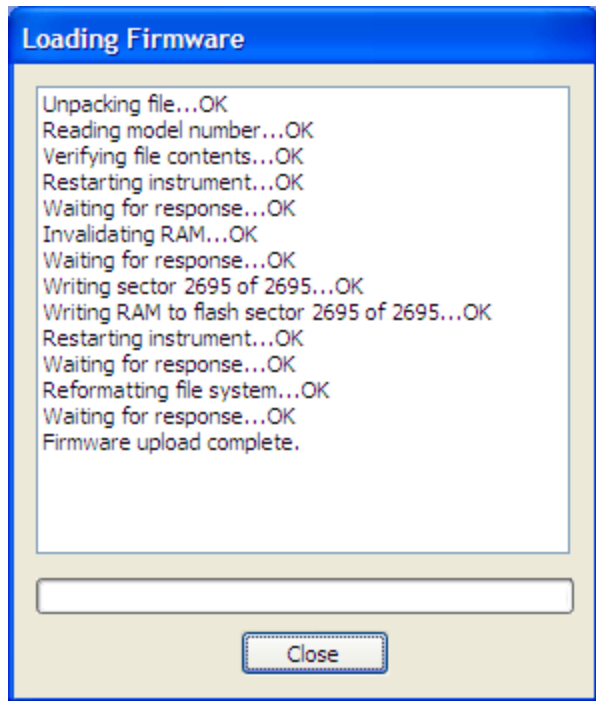 Loading Firmware
Unpacking file...OK
Reading model number...OK
Verifying file contents...OK
Restarting instrument...OK
Waiting for response...OK
Invalidating RAM...OK
Waiting for response...OK
Writing sector 2695 of 2695...OK
Writing RAM to flash sector 2695 of 2695...OK
Restarting instrument...OK
Waiting for response...OK
Reformatting file system...OK
Waiting for response...OK
Firmware upload complete.
Close